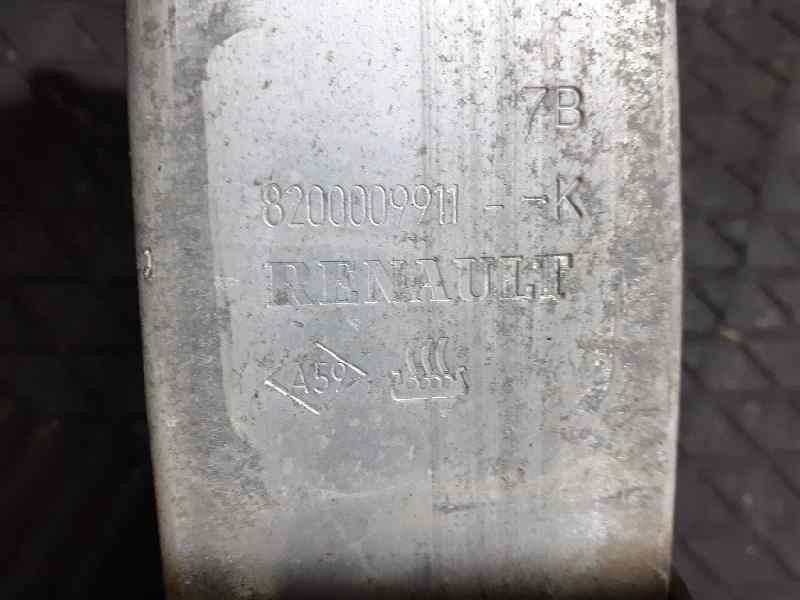 7B
8200009911 - -K
RENAULT
<A59>